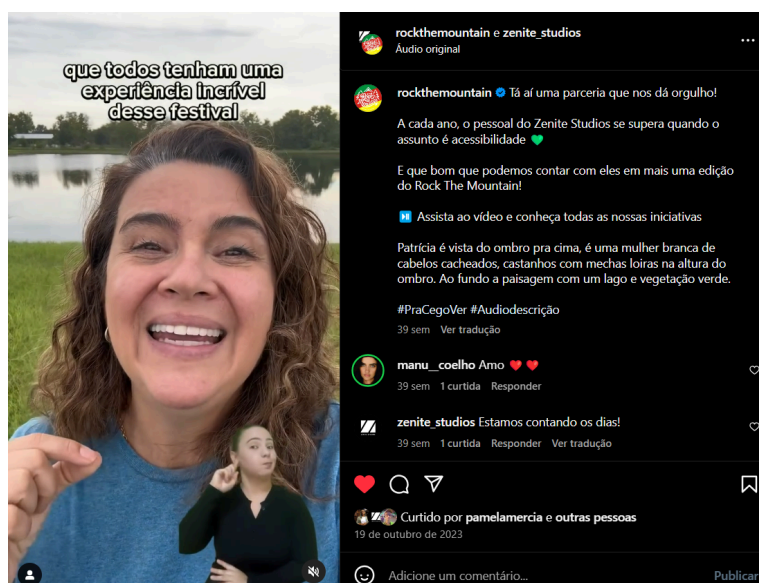 que todos tenham uma
experiência incrível
desse festival
rockthemountain e zenite_studios
Áudio original
rockthemountain Tá aí uma parceria que nos dá orgulho!
A cada ano, o pessoal do Zenite Studios se supera quando o
assunto é acessibilidade 💚
E que bom que podemos contar com eles em mais uma edição
do Rock The Mountain!
⏯️ Assista ao vídeo e conheça todas as nossas iniciativas
Patrícia é vista do ombro pra cima, é uma mulher branca de
cabelos cacheados, castanhos com mechas loiras na altura do
ombro. Ao fundo a paisagem com um lago e vegetação verde.
#PraCegoVer #Audiodescrição
39 sem Ver tradução
manu__coelho Amo ❤️ ❤️
39 sem 1 curtida Responder
zenite_studios Estamos contando os dias!
39 sem 1 curtida Responder Ver tradução
Curtido por pamelamercia e outras pessoas
19 de outubro de 2023
Adicione um comentário...
Publicar